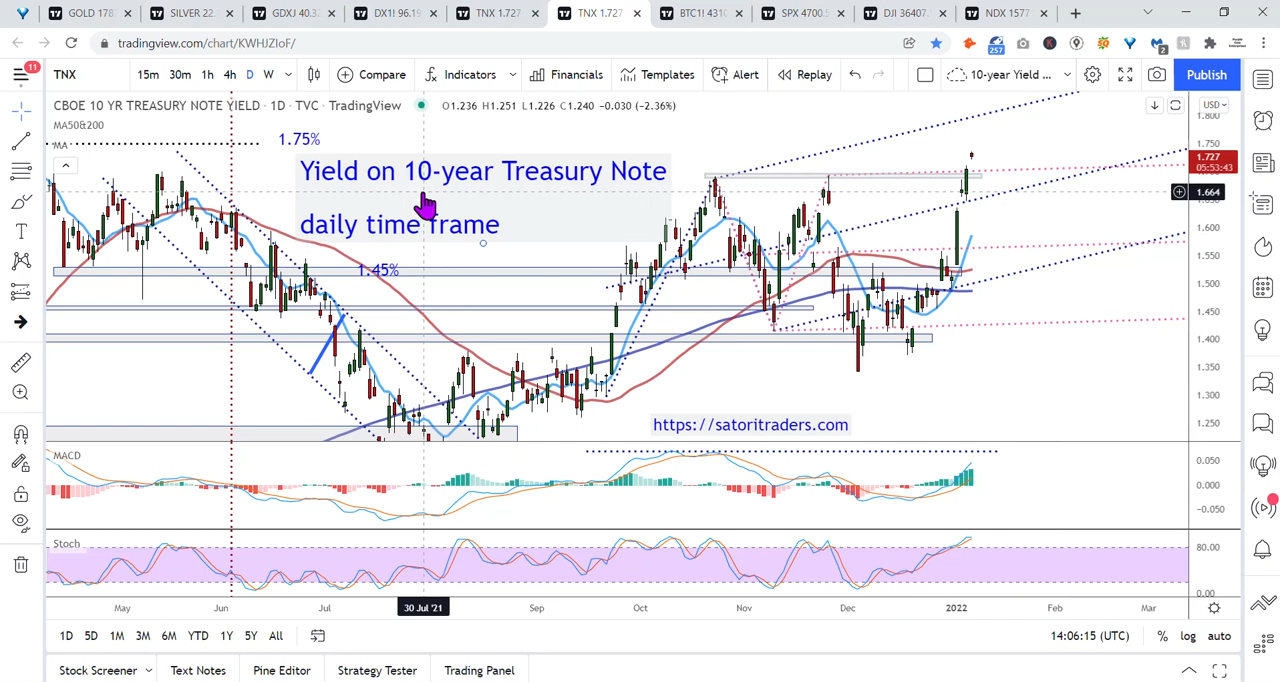 GOLD 178
SILVER 22.
GDXJ 40.3
DX1! 96.19
TNX 1.727
TNX 1.727
BTC1! 431
SPX 4700.5
DJI 36407.
NDX 1577
tradingview.com/chart/KWHJZIoF/
257
2
11
TNX
15m 30m 1h 4h D W
Compare
Indicators
Financials
Templates
Alert
Replay
10-year Yield ...
Publish
CBOE 10 YR TREASURY NOTE YIELD · 1D · TVC · TradingView
O1.236 H1.251 L1.226 C1.240 −0.030 (−2.36%)
USD
MA50&200
MA
1.75%
Yield on 10-year Treasury Note
daily time frame
1.45%
https://satoritraders.com
1.800
1.750
1.727
05:53:43
1.664
1.600
1.550
1.500
1.450
1.400
1.350
1.300
1.250
MACD
0.050
0.000
-0.050
Stoch
80.00
0.00
May Jun Jul 30 Jul '21 Sep Oct Nov Dec 2022 Feb Mar
1D 5D 1M 3M 6M YTD 1Y 5Y All
14:06:15 (UTC) % log auto
Stock Screener Text Notes Pine Editor Strategy Tester Trading Panel